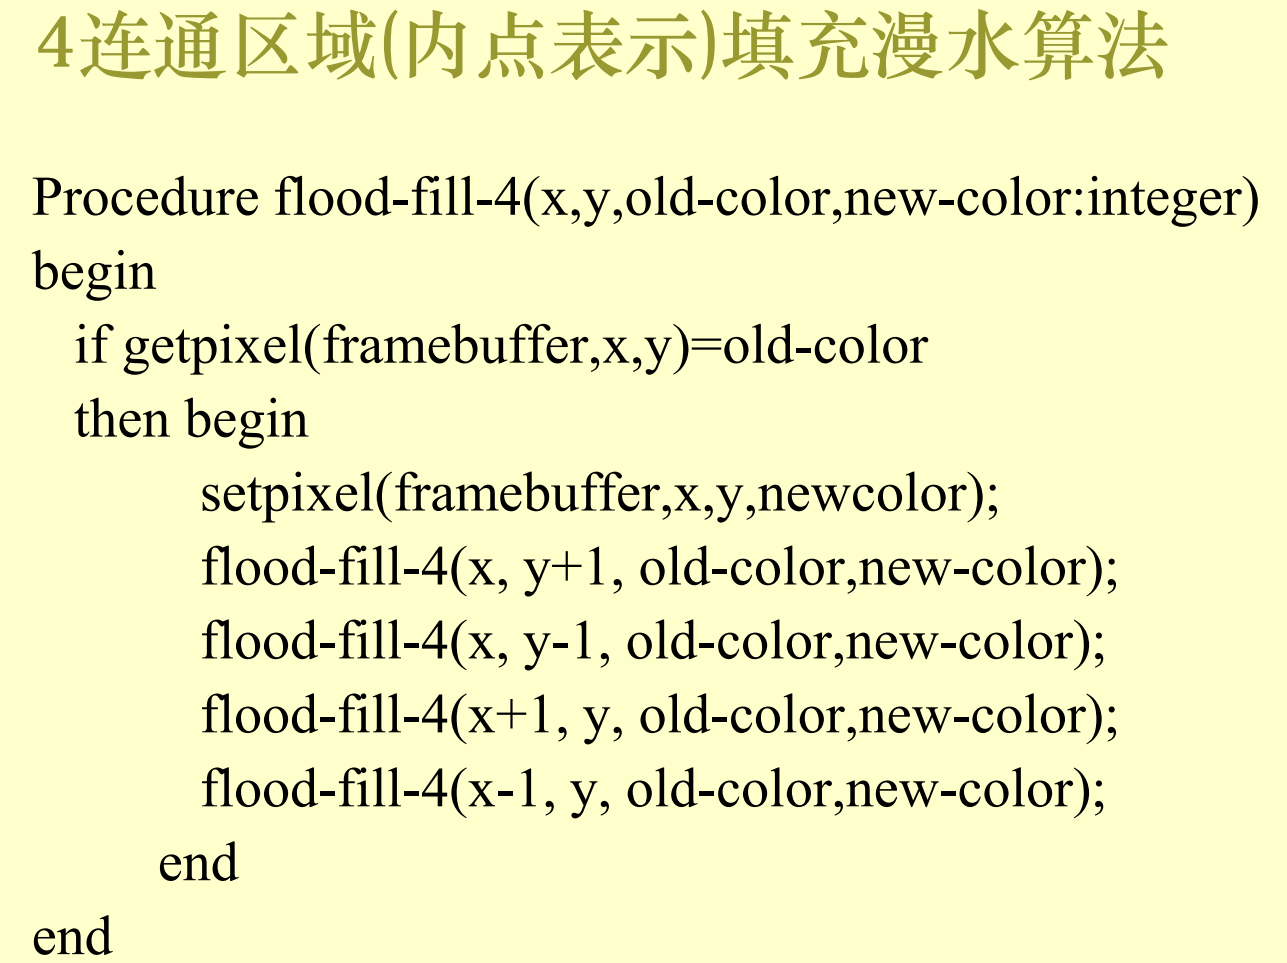 4连通区域(内点表示)填充漫水算法
Procedure flood-fill-4(x,y,old-color,new-color:integer)
begin
if getpixel(framebuffer,x,y)=old-color
then begin
setpixel(framebuffer,x,y,newcolor);
flood-fill-4(x, y+1, old-color,new-color);
flood-fill-4(x, y-1, old-color,new-color);
flood-fill-4(x+1, y, old-color,new-color);
flood-fill-4(x-1, y, old-color,new-color);
end
end